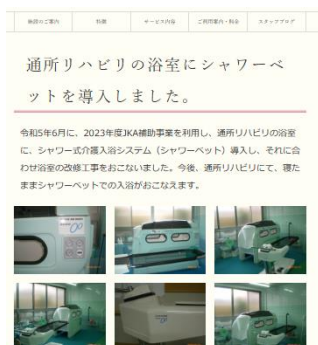 施設のご案内 特徴 サービス内容 ご利用案内・料金 スタッフブログ
通所リハビリの浴室にシャワーベ
ットを導入しました。
令和5年6月に、2023年度JKA補助事業を利用し、通所リハビリの浴室
に、シャワー式介護入浴システム（シャワーベット）導入し、それに合
わせ浴室の改修工事をおこないました。今後、通所リハビリにて、寝た
ままシャワーベットでの入浴がおこなえます。